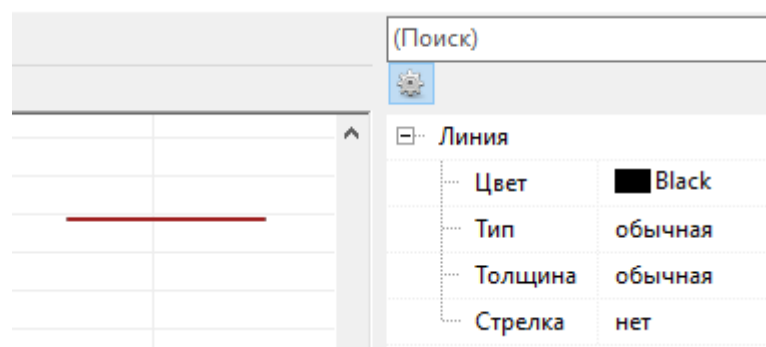 (Поиск)
Линия
Цвет Black
Тип обычная
Толщина обычная
Стрелка нет